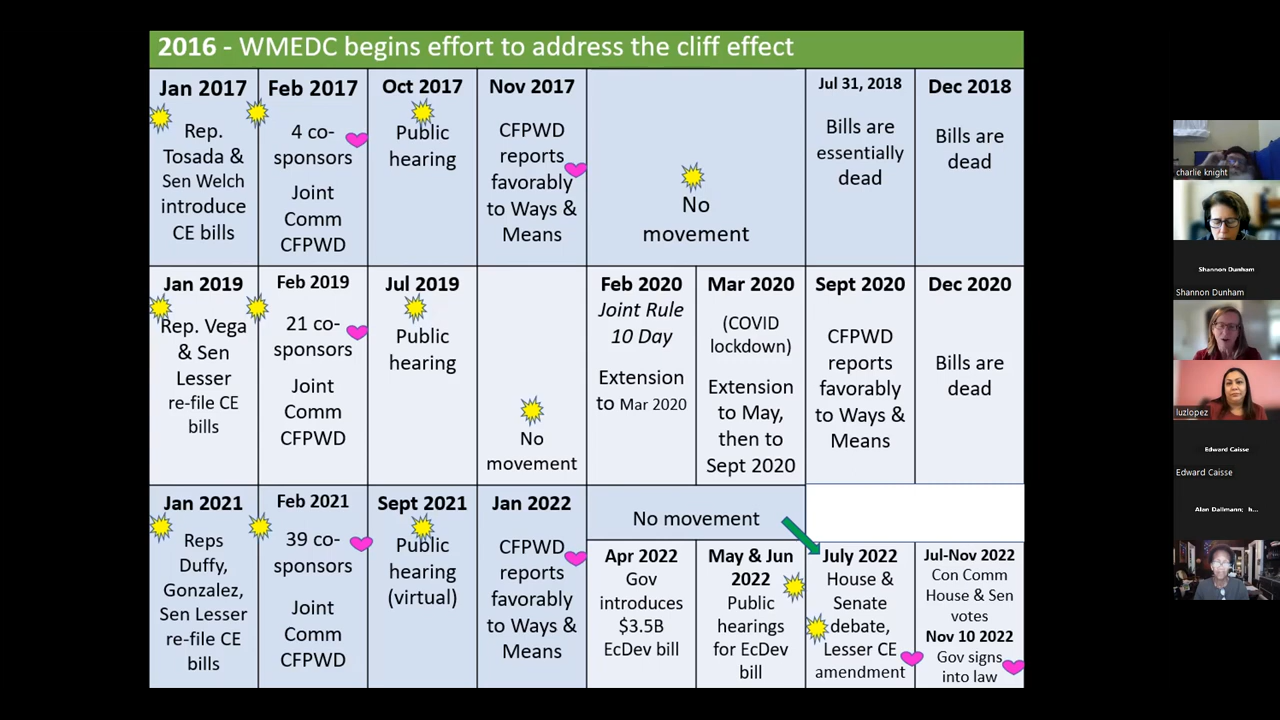 2016 - WMEDC begins effort to address the cliff effect
Jan 2017
Rep.
Tosada &
Sen Welch
introduce
CE bills
Feb 2017
4 co-
sponsors
Joint
Comm
CFPWD
Oct 2017
Public
hearing
Nov 2017
CFPWD
reports
favorably
to Ways &
Means
No
movement
Jul 31, 2018
Bills are
essentially
dead
Dec 2018
Bills are
dead
Jan 2019
Rep. Vega
& Sen
Lesser
re-file CE
bills
Feb 2019
21 co-
sponsors
Joint
Comm
CFPWD
Jul 2019
Public
hearing
No
movement
Feb 2020
Joint Rule
10 Day
Extension
to Mar 2020
Mar 2020
(COVID
lockdown)
Extension
to May,
then to
Sept 2020
Sept 2020
CFPWD
reports
favorably
to Ways &
Means
Dec 2020
Bills are
dead
Jan 2021
Reps
Duffy,
Gonzalez,
Sen Lesser
re-file CE
bills
Feb 2021
39 co-
sponsors
Joint
Comm
CFPWD
Sept 2021
Public
hearing
(virtual)
Jan 2022
CFPWD
reports
favorably
to Ways &
Means
No movement
Apr 2022
Gov
introduces
$3.5B
EcDev bill
May & Jun
2022
Public
hearings
for EcDev
bill
July 2022
House &
Senate
debate,
Lesser CE
amendment
Jul-Nov 2022
Con Comm
House & Sen
votes
Nov 10 2022
Gov signs
into law
charlie knight
Shannon Dunham
Shannon Dunham
luzlopez
Edward Caisse
Edward Caisse
Alan Dallmann; h...